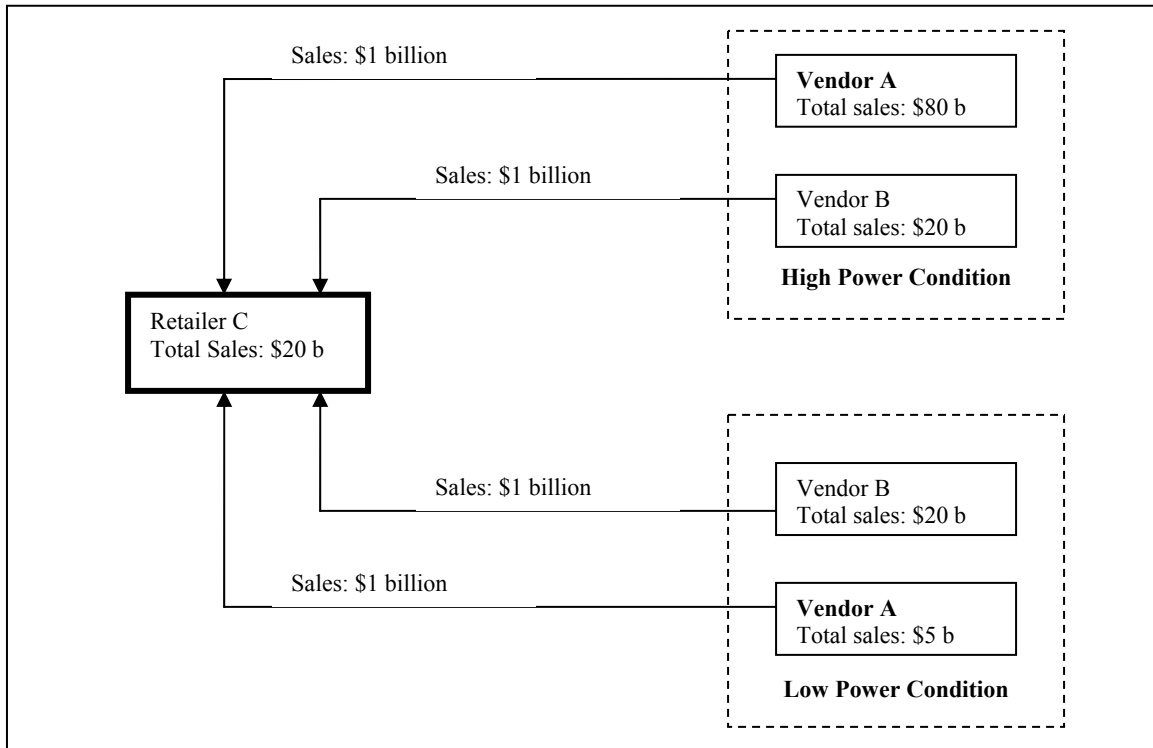 Sales: $1 billion
Vendor A
Total sales: $80 b
Sales: $1 billion
Vendor B
Total sales: $20 b
High Power Condition
Retailer C
Total Sales: $20 b
Sales: $1 billion
Vendor B
Total sales: $20 b
Sales: $1 billion
Vendor A
Total sales: $5 b
Low Power Condition